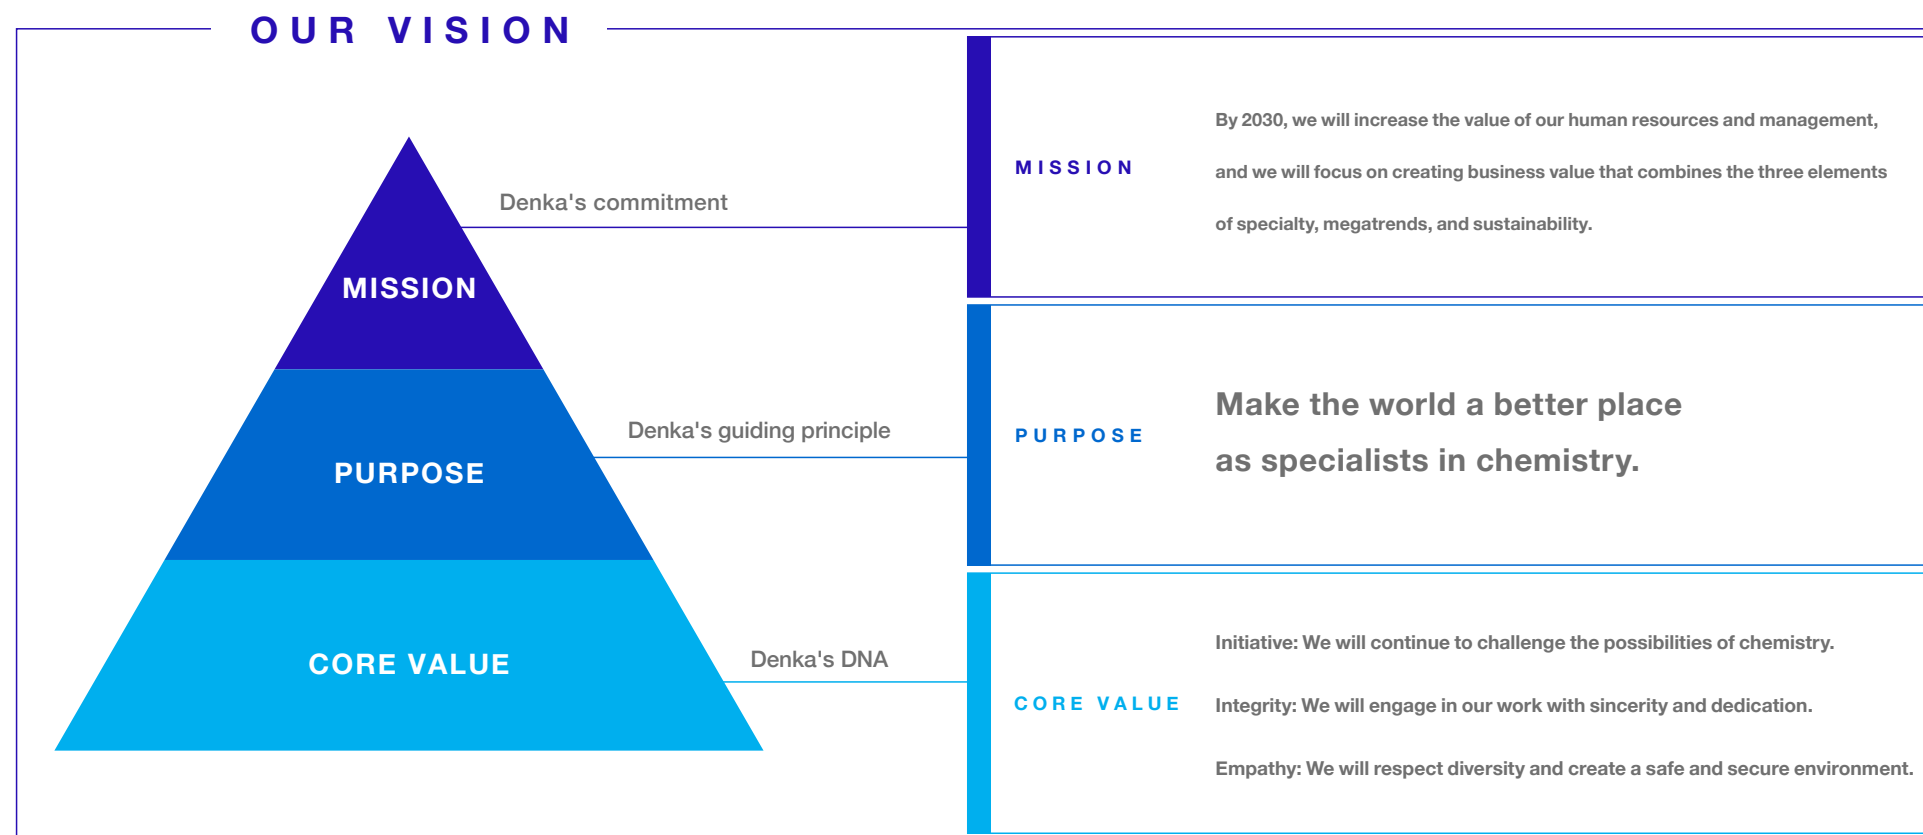 OUR VISION
Denka's commitment
MISSION
Denka's guiding principle
PURPOSE
Denka's DNA
CORE VALUE
MISSION
By 2030, we will increase the value of our human resources and management,
and we will focus on creating business value that combines the three elements
of specialty, megatrends, and sustainability.
PURPOSE
Make the world a better place
as specialists in chemistry.
CORE VALUE
Initiative: We will continue to challenge the possibilities of chemistry.
Integrity: We will engage in our work with sincerity and dedication.
Empathy: We will respect diversity and create a safe and secure environment.